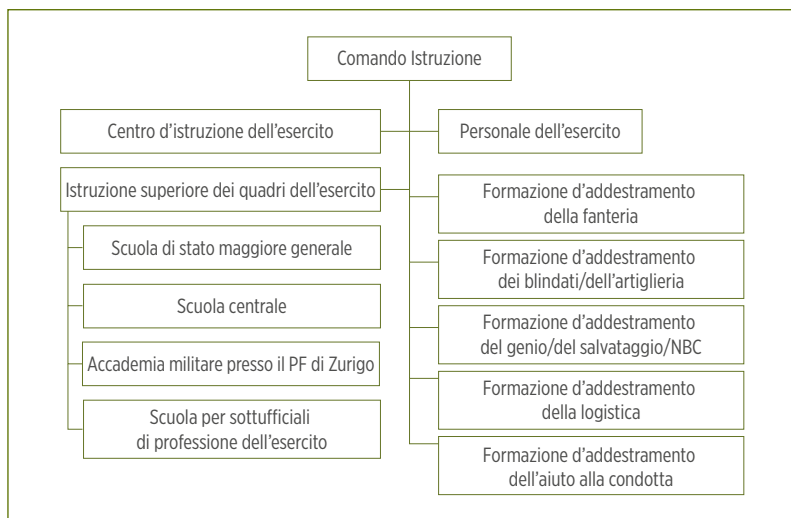 Comando Istruzione
Centro d'istruzione dell'esercito
Personale dell'esercito
Istruzione superiore dei quadri dell'esercito
Scuola di stato maggiore generale
Scuola centrale
Accademia militare presso il PF di Zurigo
Scuola per sottufficiali
di professione dell'esercito
Formazione d'addestramento
della fanteria
Formazione d'addestramento
dei blindati/dell'artiglieria
Formazione d'addestramento
del genio/del salvataggio/NBC
Formazione d'addestramento
della logistica
Formazione d'addestramento
dell'aiuto alla condotta